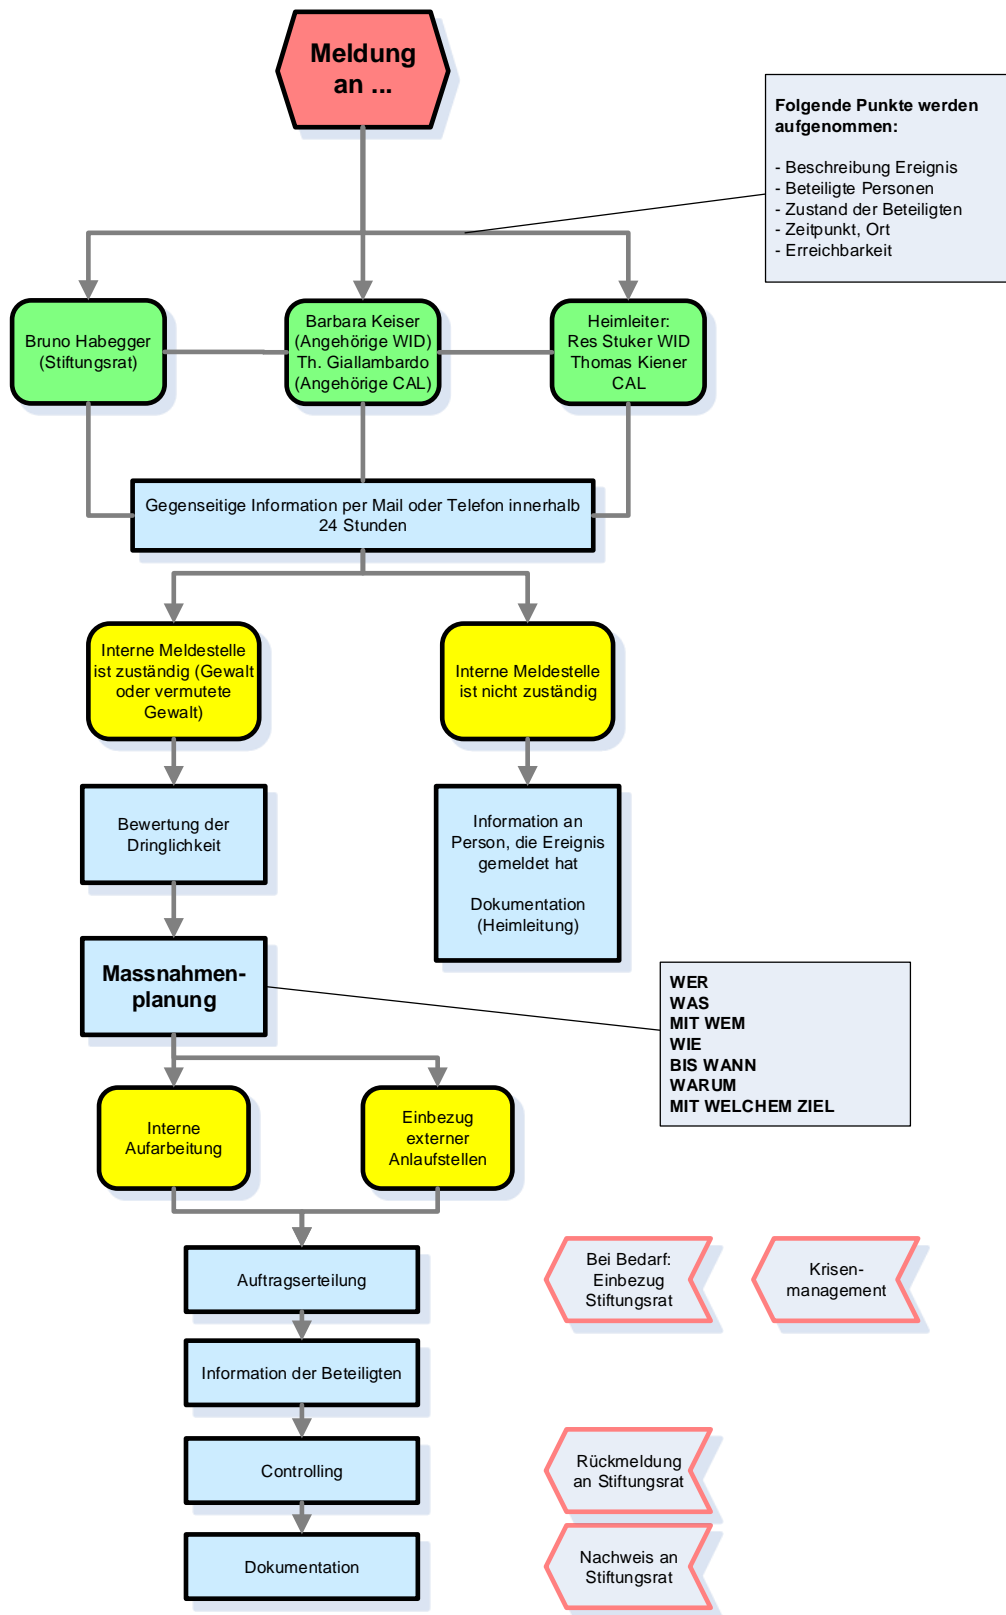 Meldung
an ...
Folgende Punkte werden
aufgenommen:
- Beschreibung Ereignis
- Beteiligte Personen
- Zustand der Beteiligten
- Zeitpunkt, Ort
- Erreichbarkeit
Bruno Habegger
(Stiftungsrat)
Barbara Keiser
(Angehörige WID)
Th. Giallambardo
(Angehörige CAL)
Heimleiter:
Res Stuker WID
Thomas Kiener
CAL
Gegenseitige Information per Mail oder Telefon innerhalb
24 Stunden
Interne Meldestelle
ist zuständig (Gewalt
oder vermutete
Gewalt)
Interne Meldestelle
ist nicht zuständig
Bewertung der
Dringlichkeit
Information an
Person, die Ereignis
gemeldet hat
Dokumentation
(Heimleitung)
Massnahmen-
planung
WER
WAS
MIT WEM
WIE
BIS WANN
WARUM
MIT WELCHEM ZIEL
Interne
Aufarbeitung
Einbezug
externer
Anlaufstellen
Auftragserteilung
Bei Bedarf:
Einbezug
Stiftungsrat
Krisen-
management
Information der Beteiligten
Controlling
Rückmeldung
an Stiftungsrat
Dokumentation
Nachweis an
Stiftungsrat